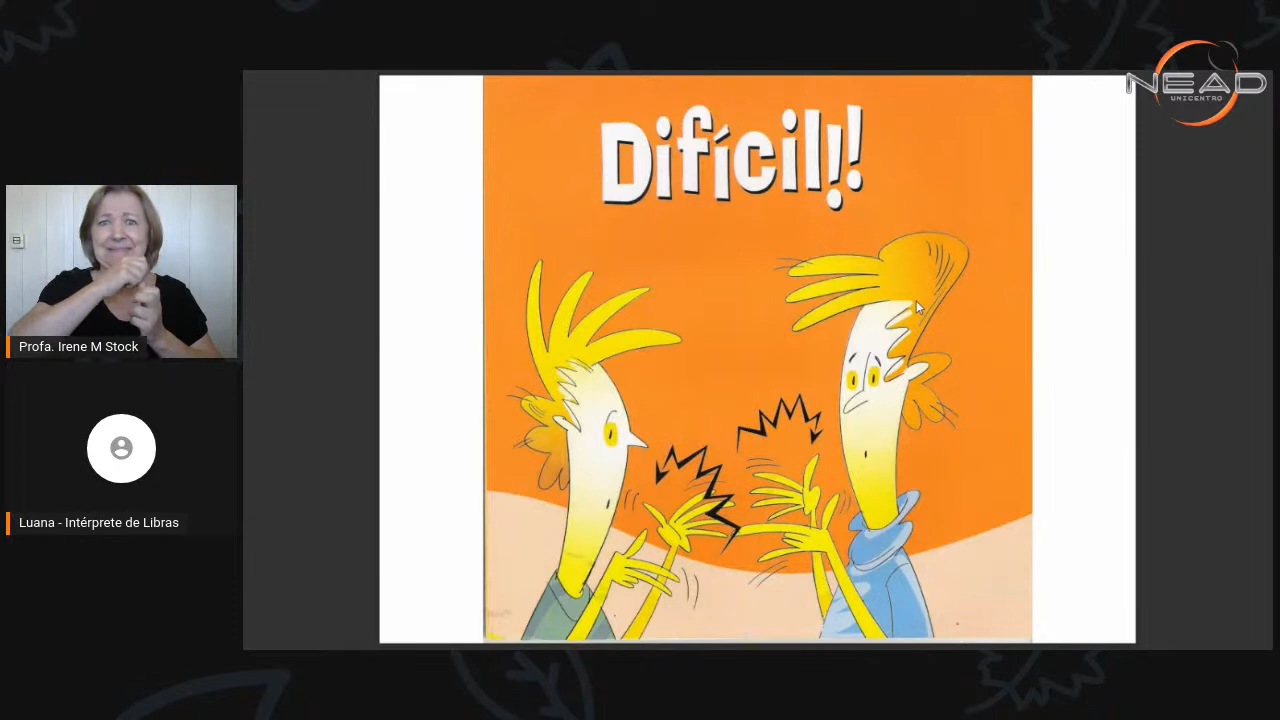 NEAD
UNICENTRO
Difícil!!
Profa. Irene M Stock
Luana - Intérprete de Libras